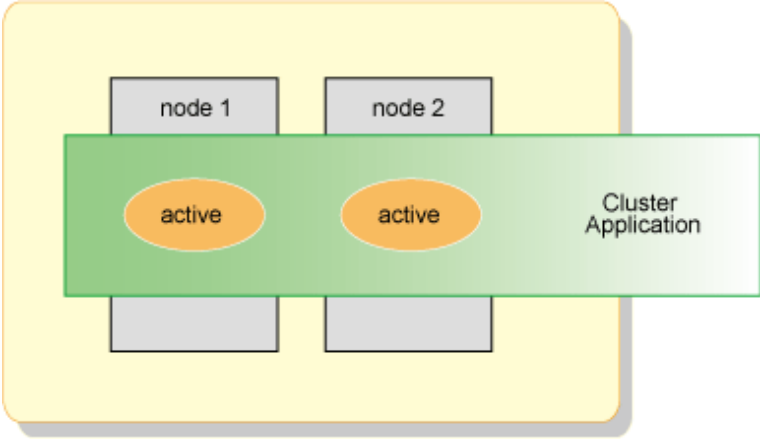 node 1
node 2
active
active
Cluster
Application